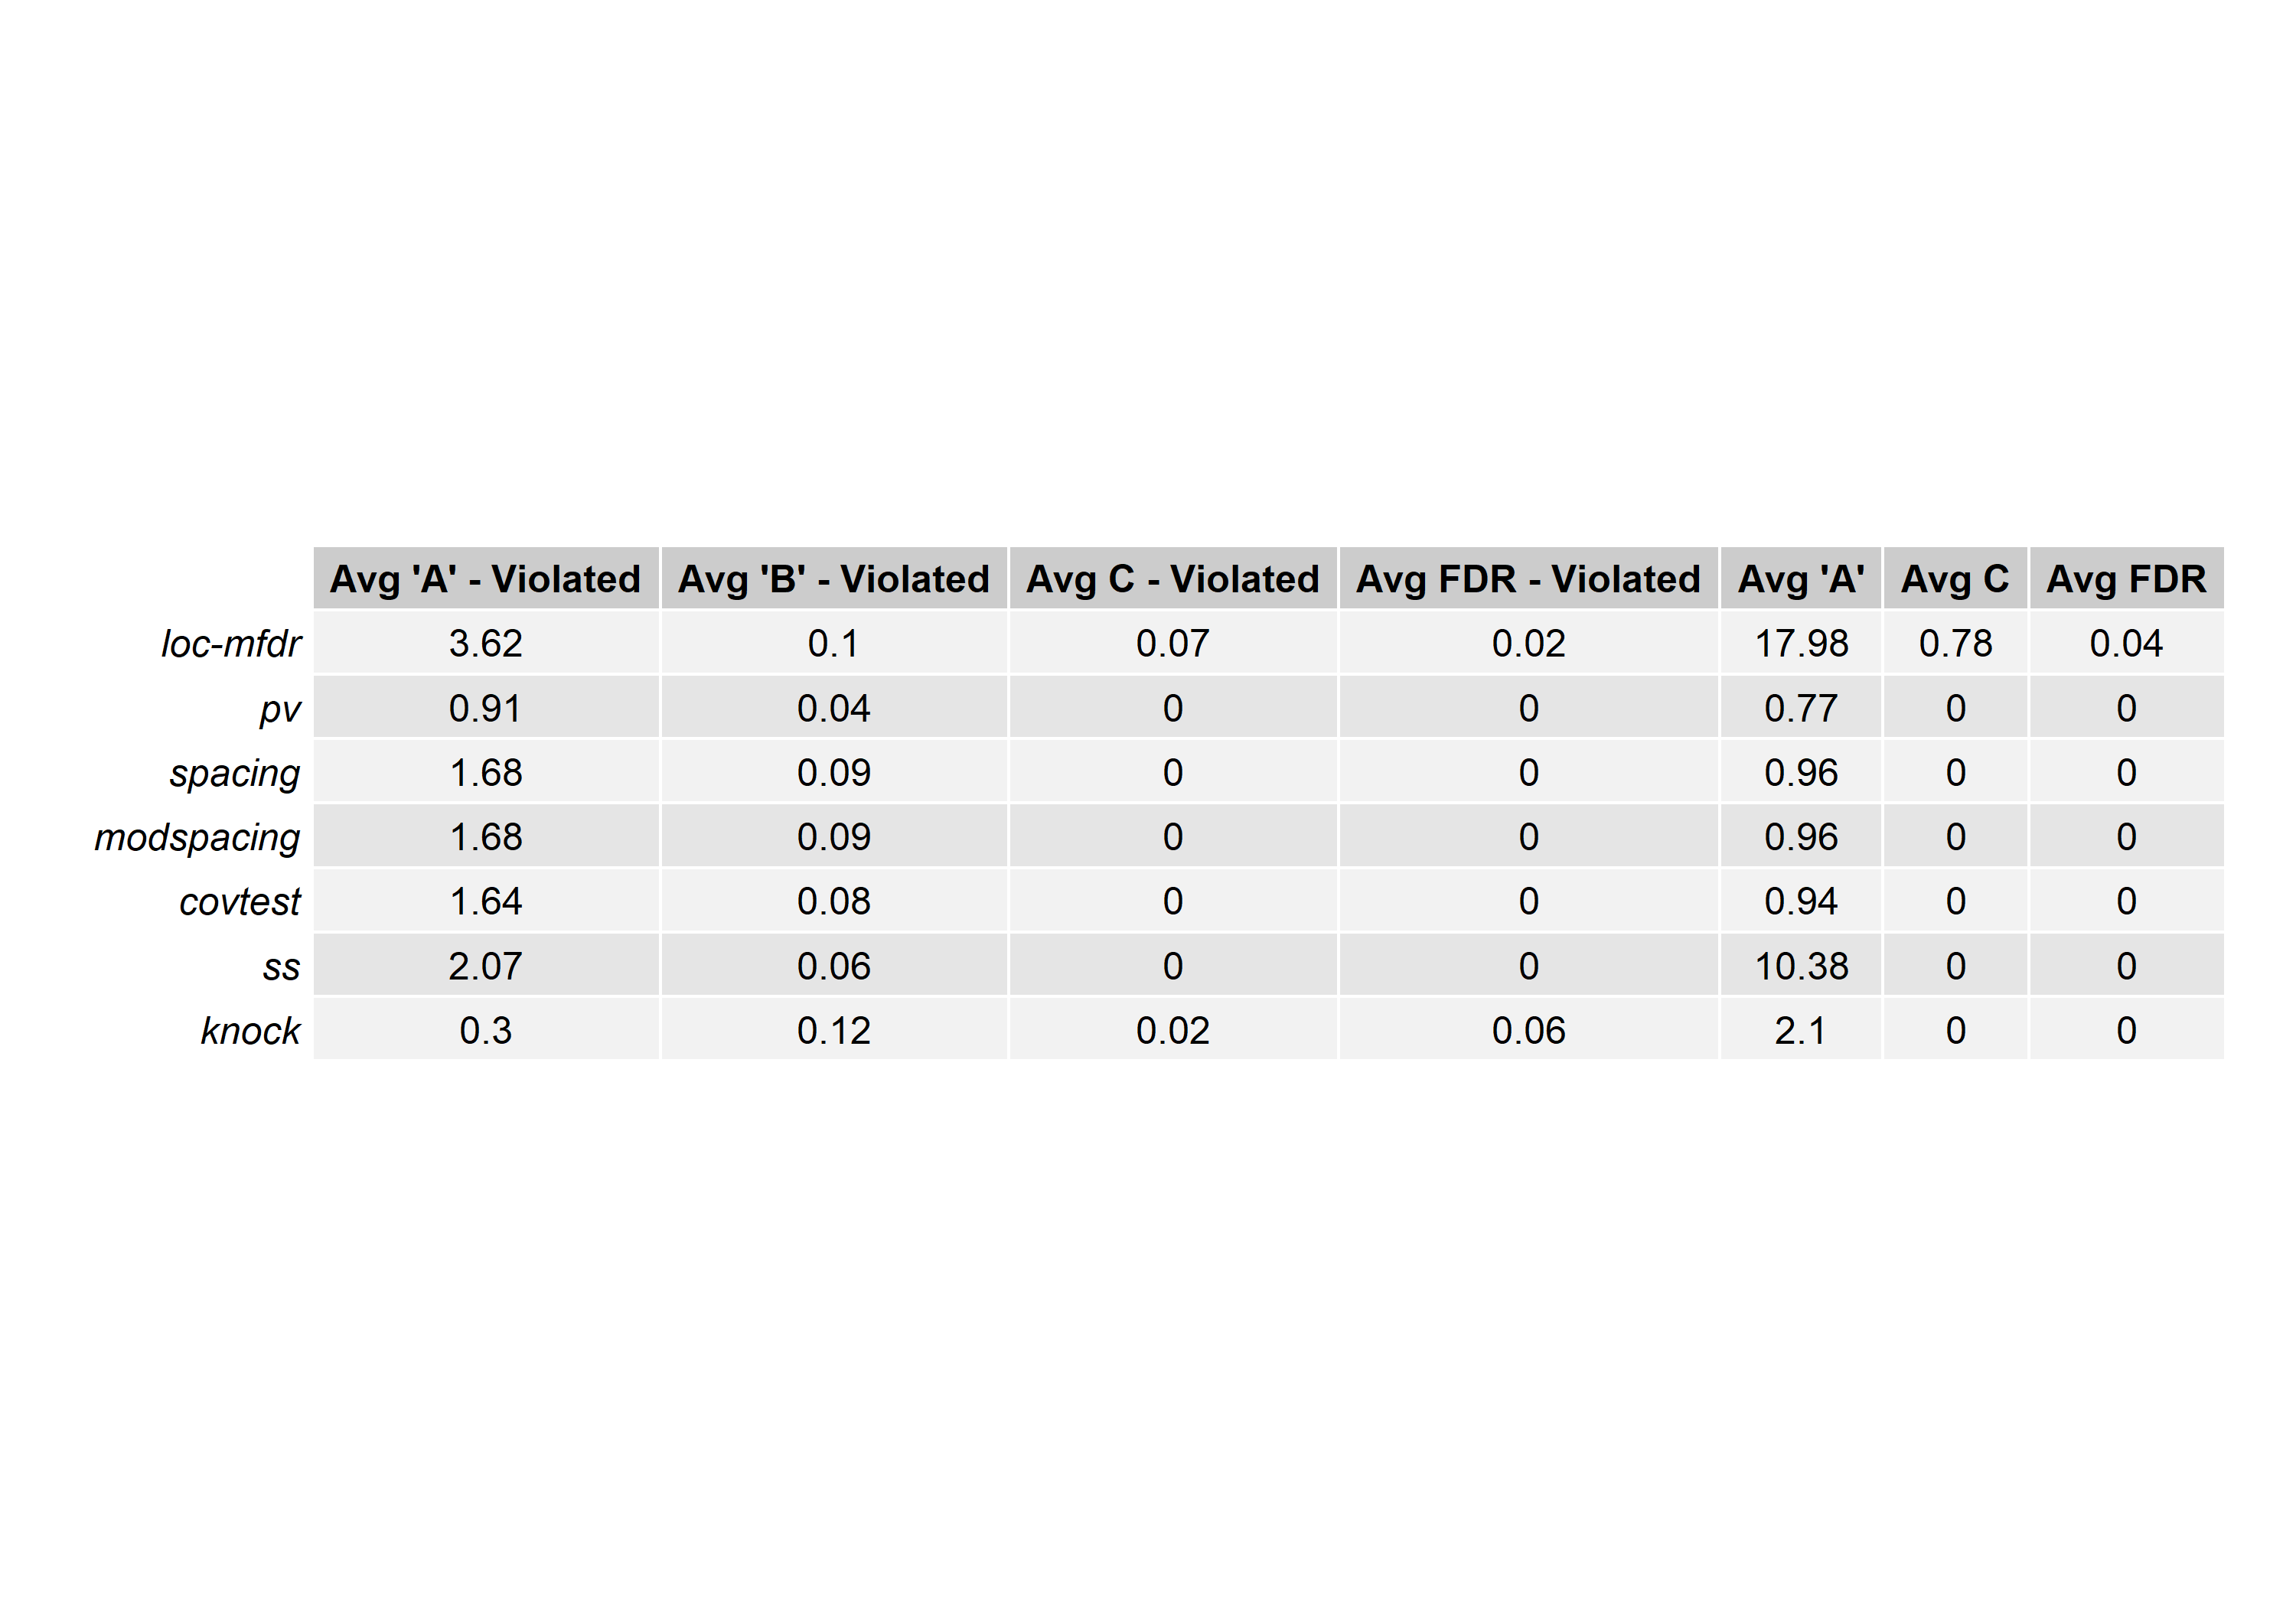 Avg 'A' - Violated Avg 'B' - Violated Avg C - Violated Avg FDR - Violated Avg 'A' Avg C Avg FDR
loc-mfdr 3.62 0.1 0.07 0.02 17.98 0.78 0.04
pv 0.91 0.04 0 0 0.77 0 0
spacing 1.68 0.09 0 0 0.96 0 0
modspacing 1.68 0.09 0 0 0.96 0 0
covtest 1.64 0.08 0 0 0.94 0 0
ss 2.07 0.06 0 0 10.38 0 0
knock 0.3 0.12 0.02 0.06 2.1 0 0